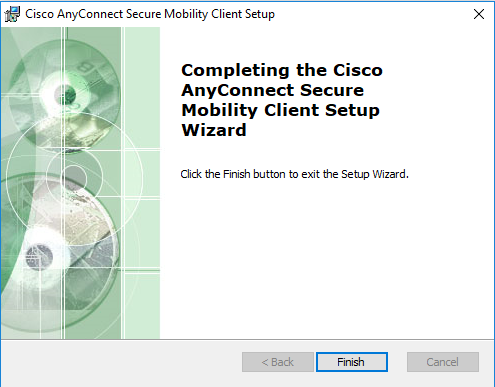 Cisco AnyConnect Secure Mobility Client Setup
Completing the Cisco
AnyConnect Secure
Mobility Client Setup
Wizard
Click the Finish button to exit the Setup Wizard.
< Back
Finish
Cancel